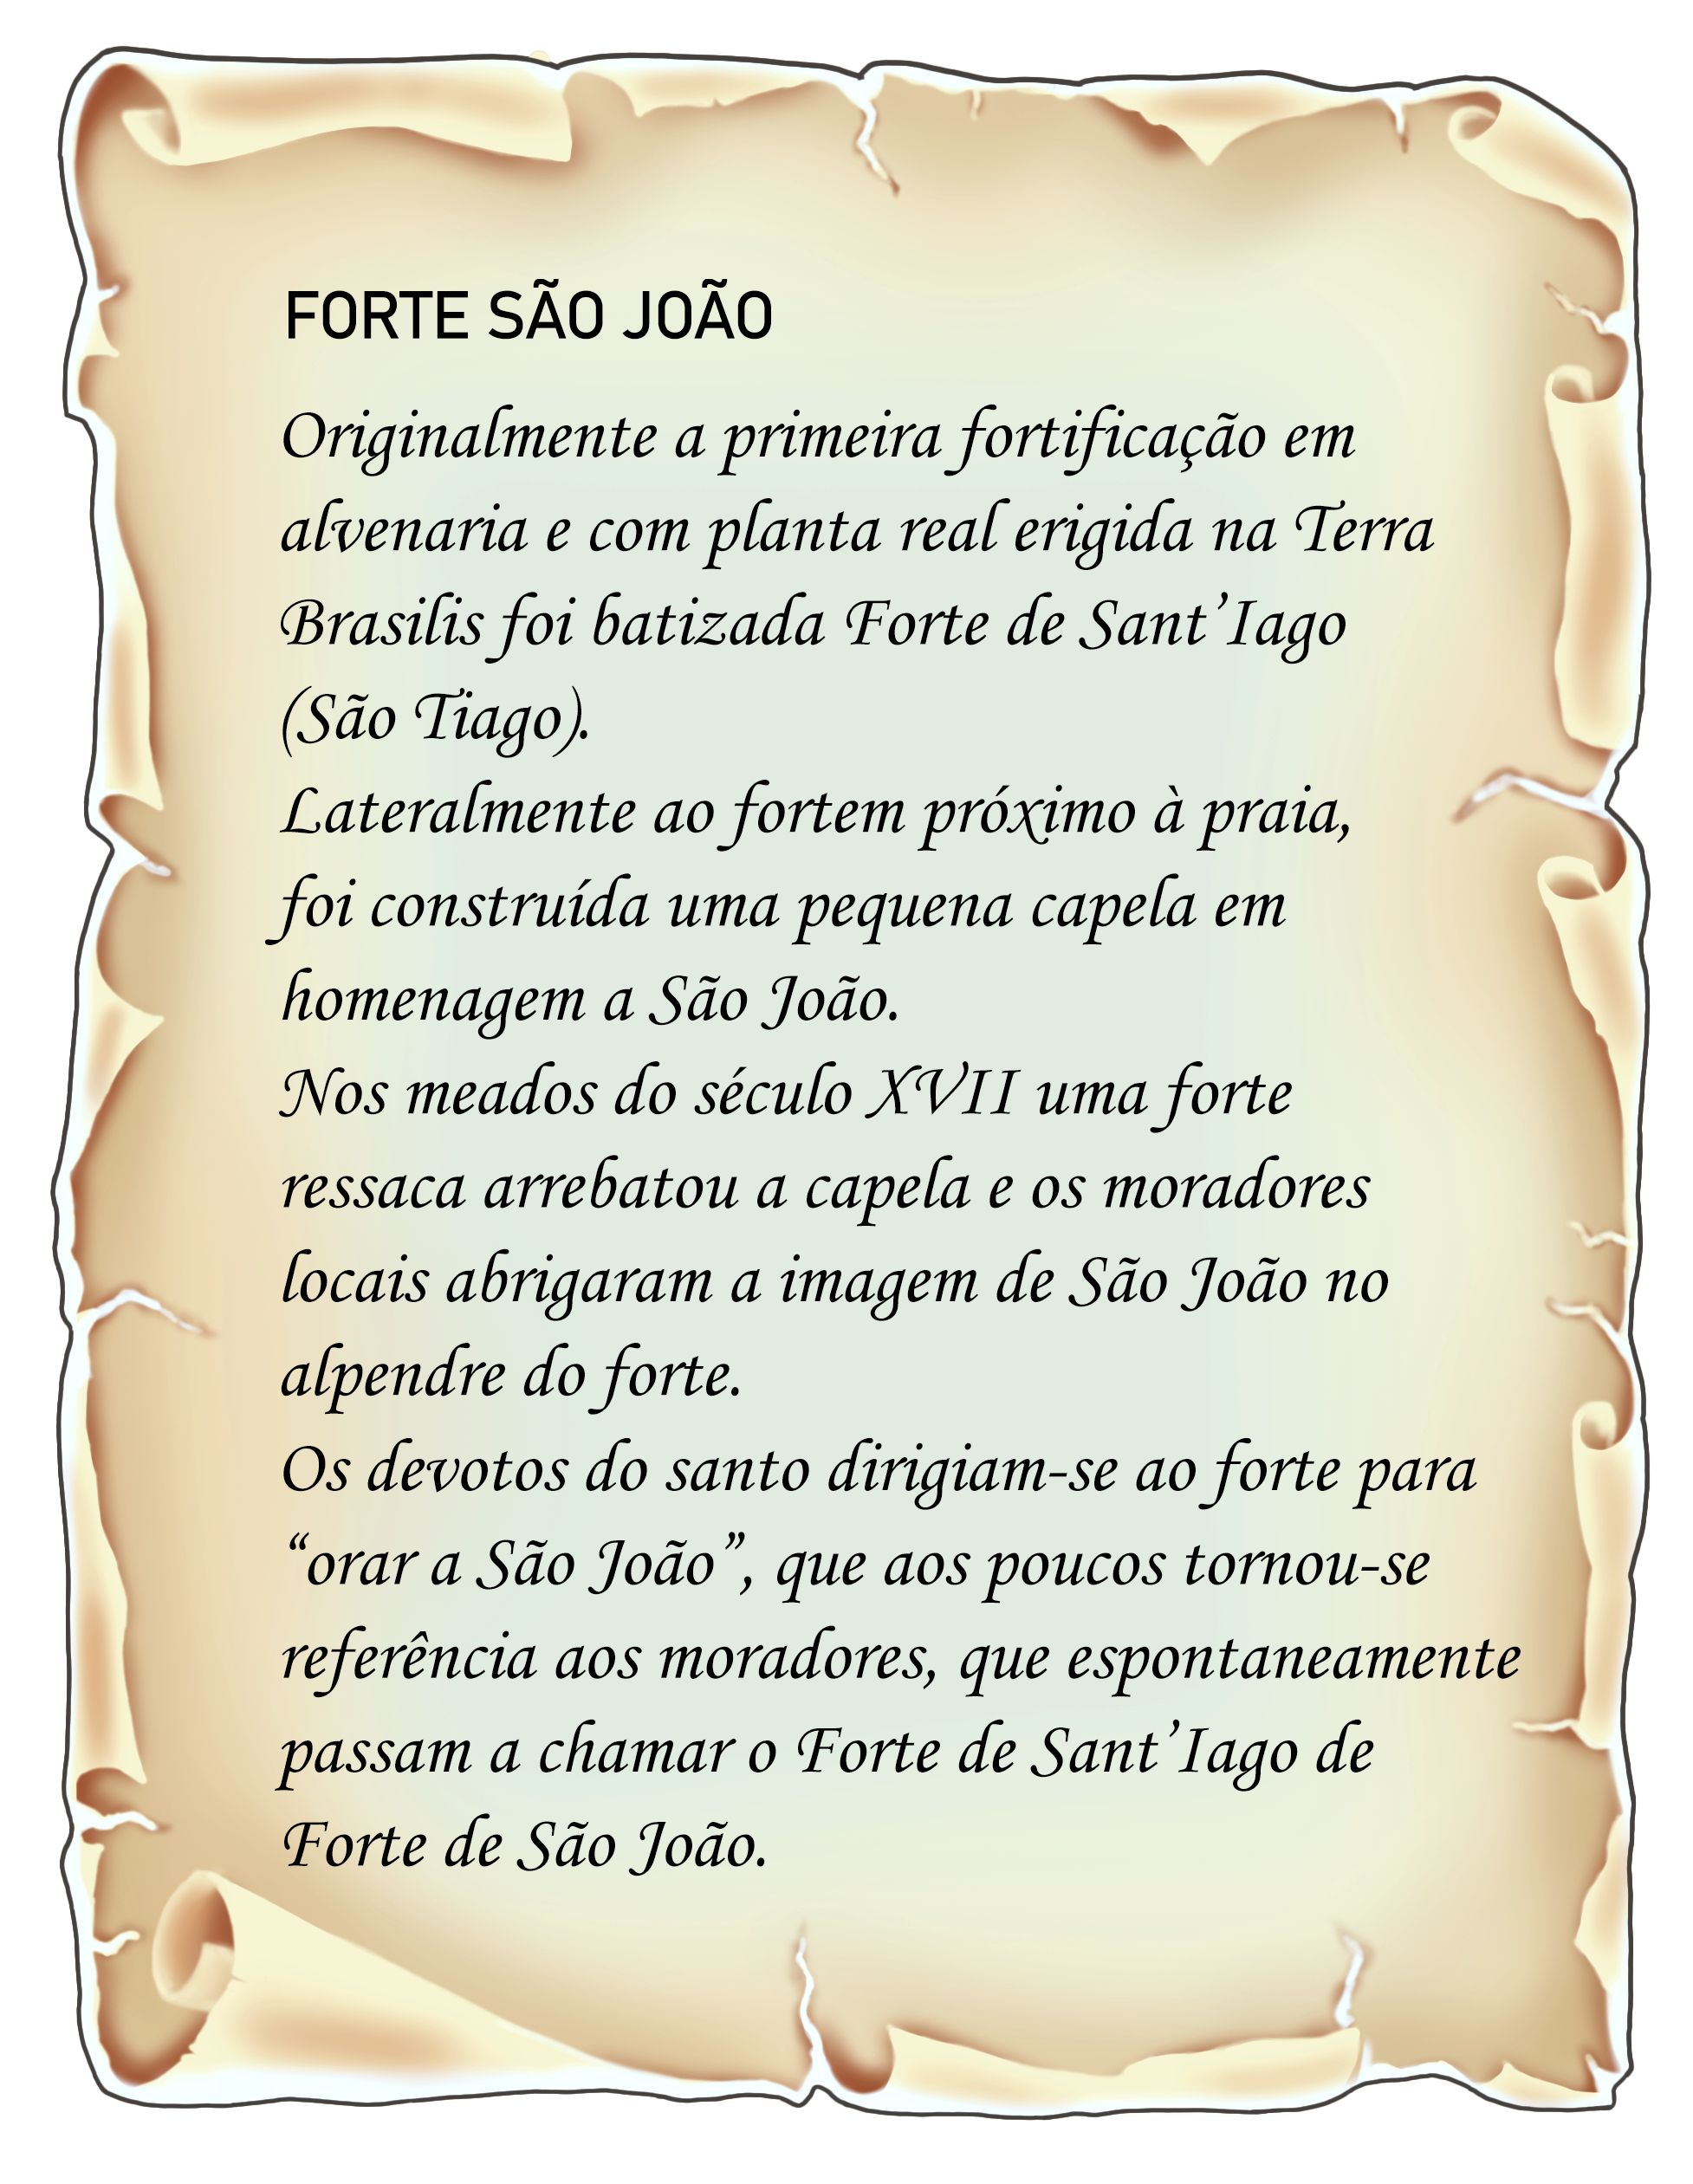 FORTE SÃO JOÃO
Originalmente a primeira fortificação em
alvenaria e com planta real erigida na Terra
Brasilis foi batizada Forte de Sant’Iago
(São Tiago).
Lateralmente ao fortem próximo à praia,
foi construída uma pequena capela em
homenagem a São João.
Nos meados do século XVII uma forte
ressaca arrebatou a capela e os moradores
locais abrigaram a imagem de São João no
alpendre do forte.
Os devotos do santo dirigiam-se ao forte para
“orar a São João”, que aos poucos tornou-se
referência aos moradores, que espontaneamente
passam a chamar o Forte de Sant’Iago de
Forte de São João.